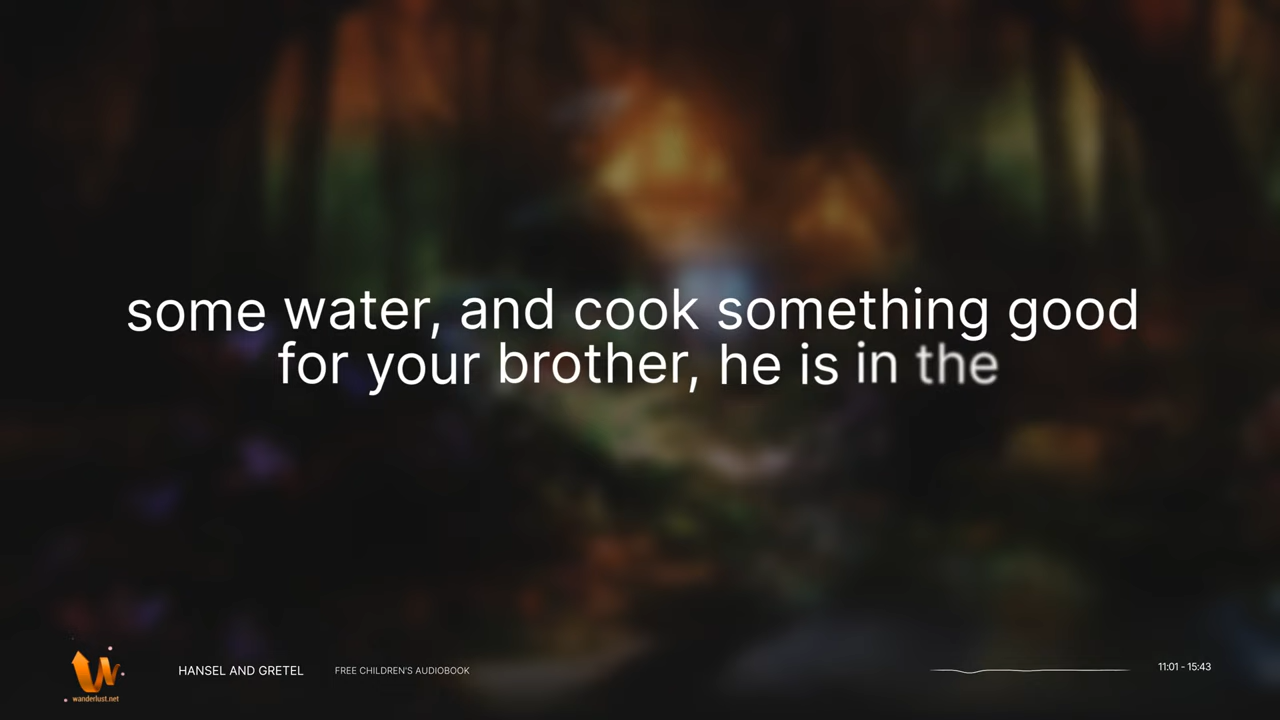 some water, and cook something good
for your brother, he is in the
HANSEL AND GRETEL
FREE CHILDREN'S AUDIOBOOK
11:01 - 15:43
W
wanderlust.net